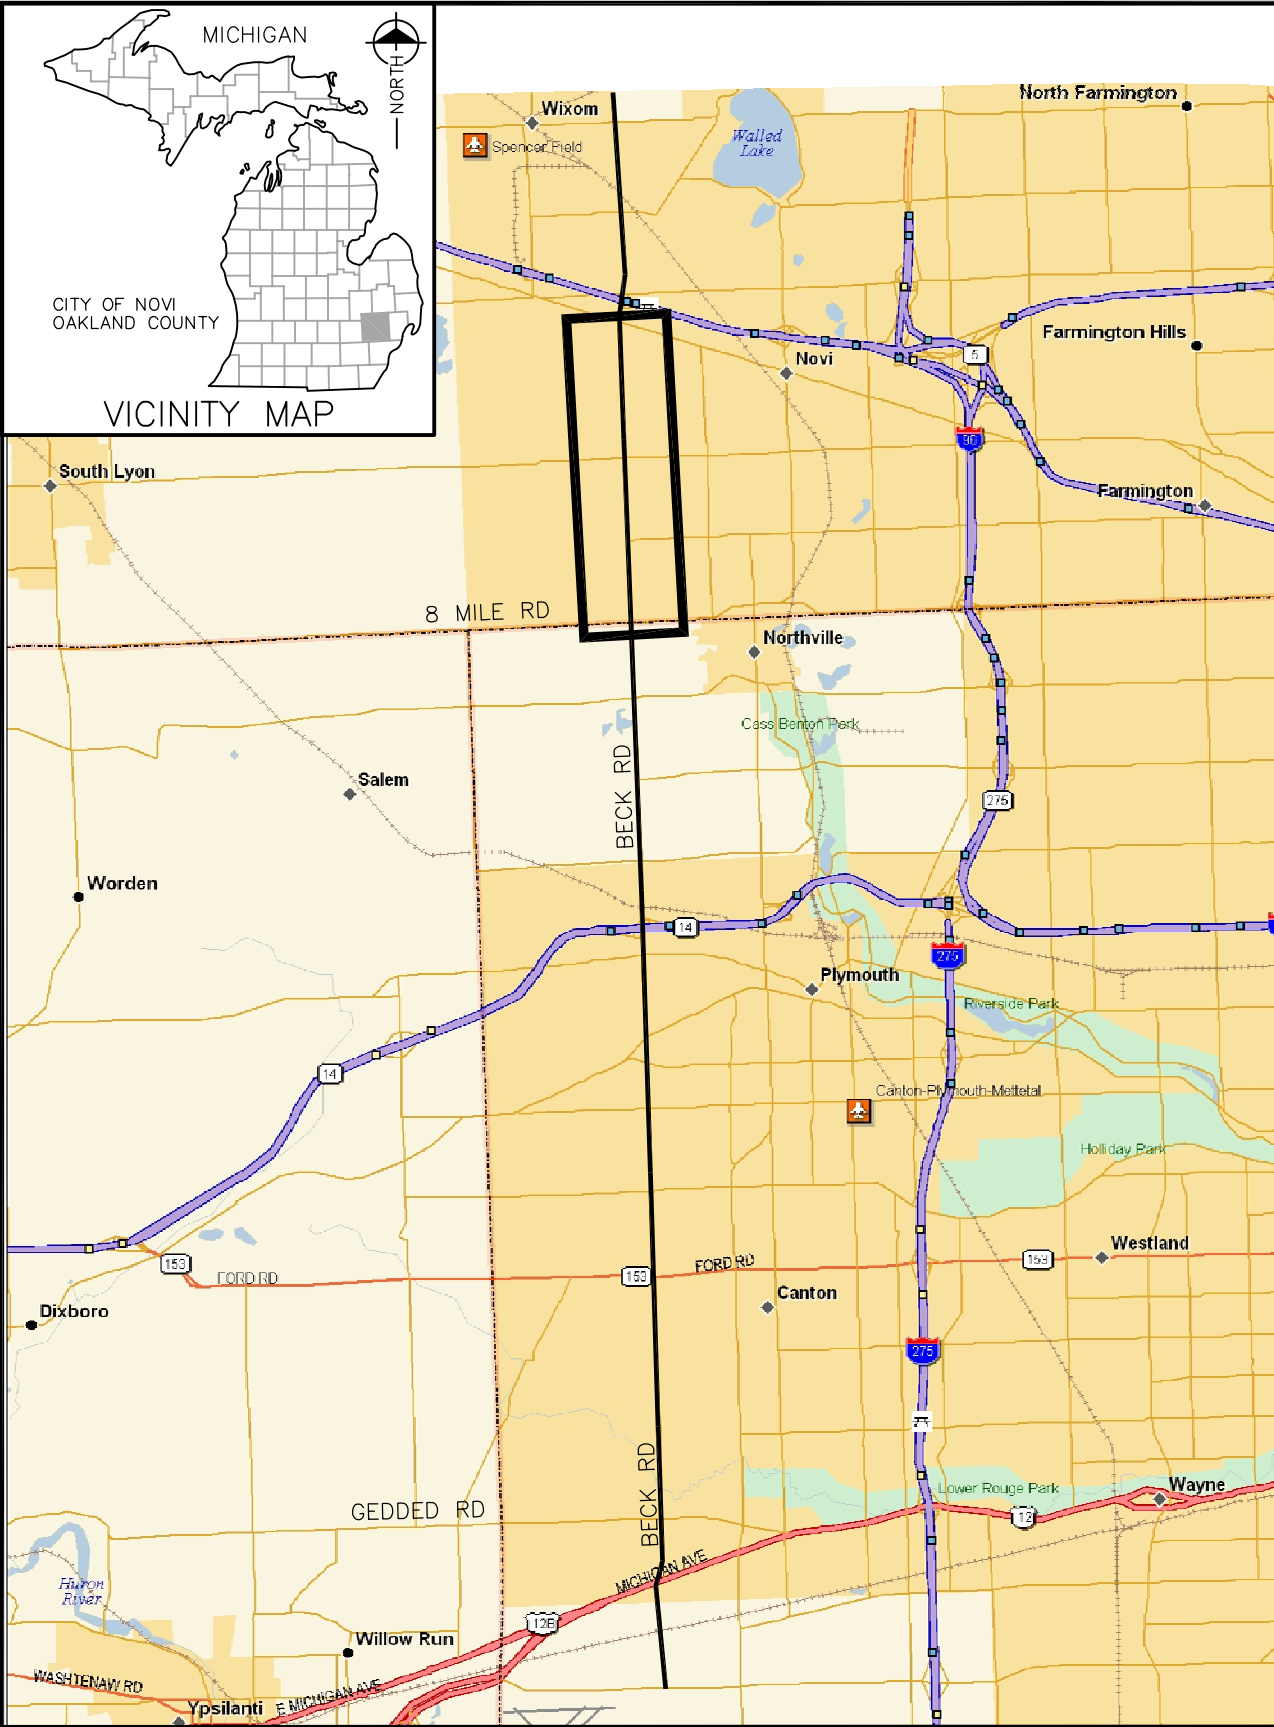 MICHIGAN
NORTH
CITY OF NOVI
OAKLAND COUNTY
VICINITY MAP
North Farmington
Wixom
Spencer Field
Walled
Lake
Farmington Hills
5
Novi
96
South Lyon
Farmington
8 MILE RD
Northville
Cass Benton Park
BECK RD
Salem
275
Worden
14
275
Plymouth
Riverside Park
14
Canton-Plymouth-Mettetal
Holliday Park
Westland
153
FORD RD
153
FORD RD
153
Canton
Dixboro
275
BECK RD
Lower Rouge Park
Wayne
GEDDED RD
12
MICHIGAN AVE
Huron
River
12B
Willow Run
WASHTENAW RD
E MICHIGAN AVE
Ypsilanti